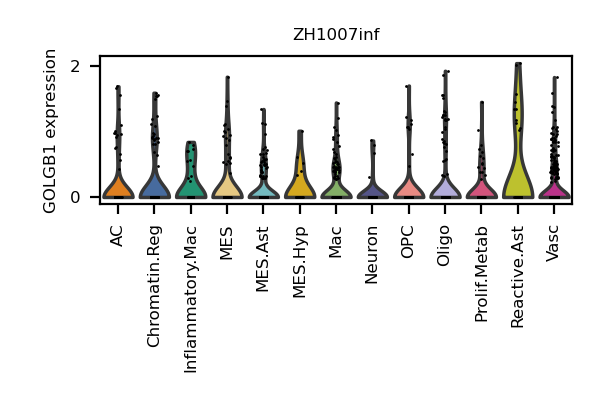 ZH1007inf
GOLGB1 expression
2
0
AC
Chromatin.Reg
Inflammatory.Mac
MES
MES.Ast
MES.Hyp
Mac
Neuron
OPC
Oligo
Prolif.Metab
Reactive.Ast
Vasc